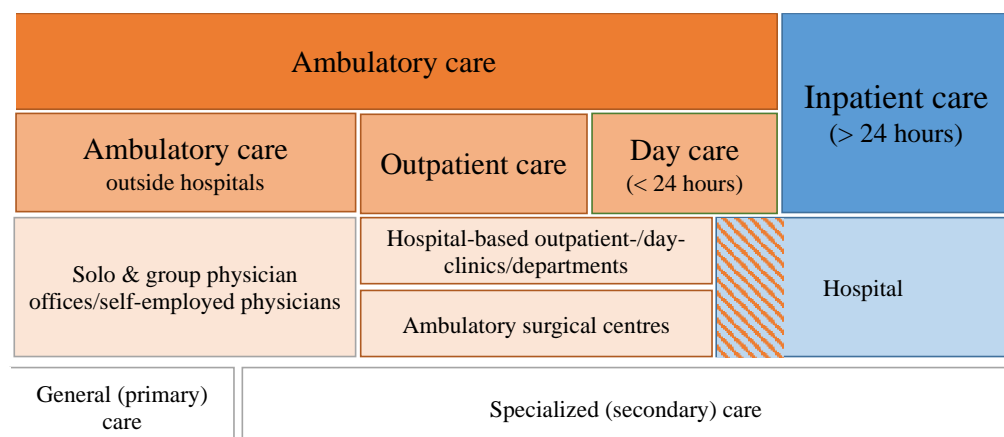 Ambulatory care
Inpatient care
(> 24 hours)
Ambulatory care
outside hospitals
Outpatient care
Day care
(< 24 hours)
Solo & group physician
offices/self-employed physicians
Hospital-based outpatient-/day-
clinics/departments
Ambulatory surgical centres
Hospital
General (primary)
care
Specialized (secondary) care